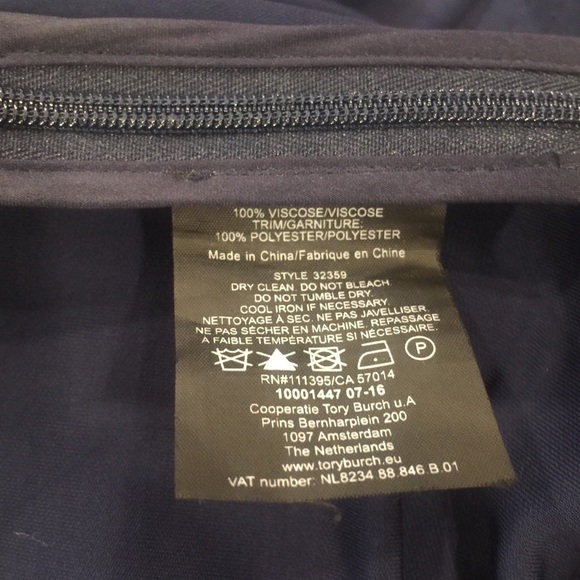 100% VISCOSE/VISCOSE
TRIM/GARNITURE:
100% POLYESTER/POLYESTER
Made in China/Fabrique en Chine
STYLE 32359
DRY CLEAN. DO NOT BLEACH.
DO NOT TUMBLE DRY.
COOL IRON IF NECESSARY.
NETTOYAGE À SEC. NE PAS JAVELLISER.
NE PAS SÉCHER EN MACHINE. REPASSAGE
À FAIBLE TEMPÉRATURE SI NÉCESSAIRE.
P
RN#111395/CA 57014
10001447 07-16
Cooperatie Tory Burch u.A
Prins Bernharplein 200
1097 Amsterdam
The Netherlands
www.toryburch.eu
VAT number: NL8234 88.846.B.01